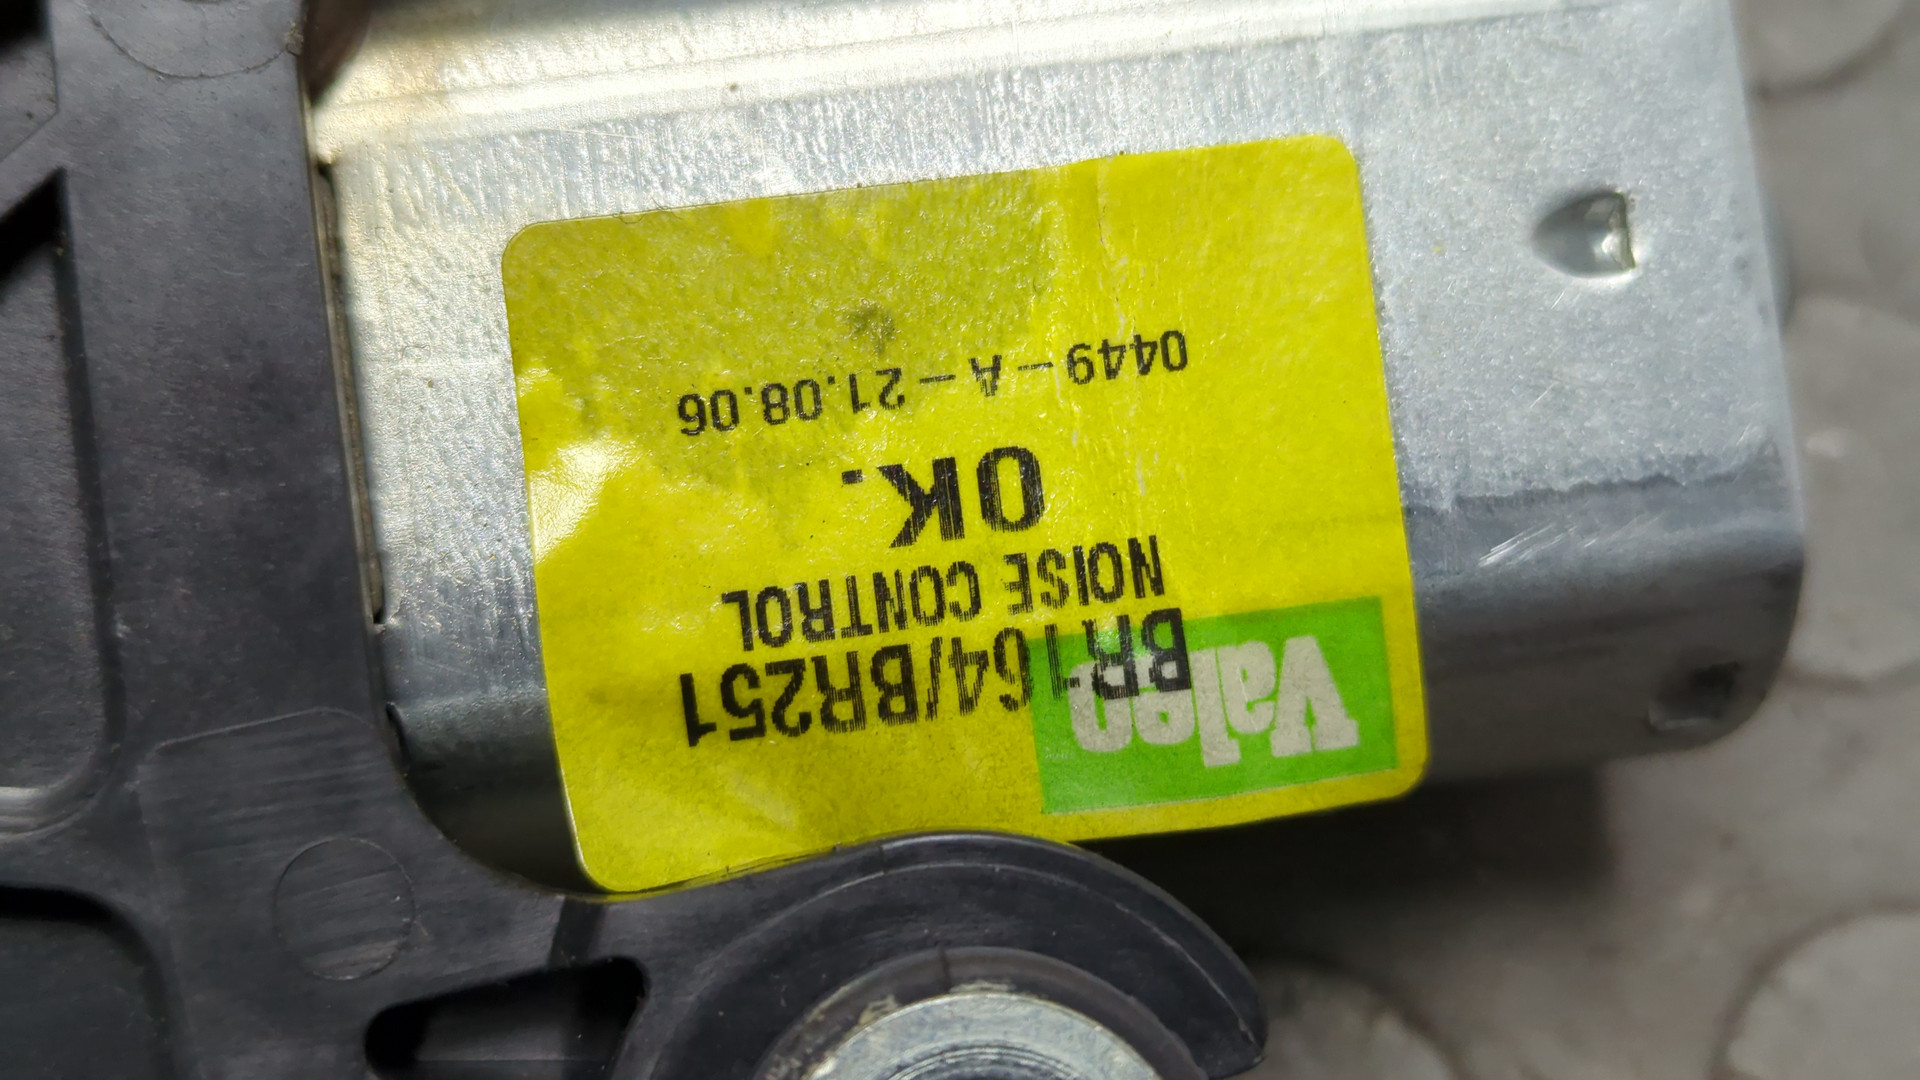 Valeo
BR164/BR251
NOISE CONTROL
OK.
0449 - A - 21.08.06